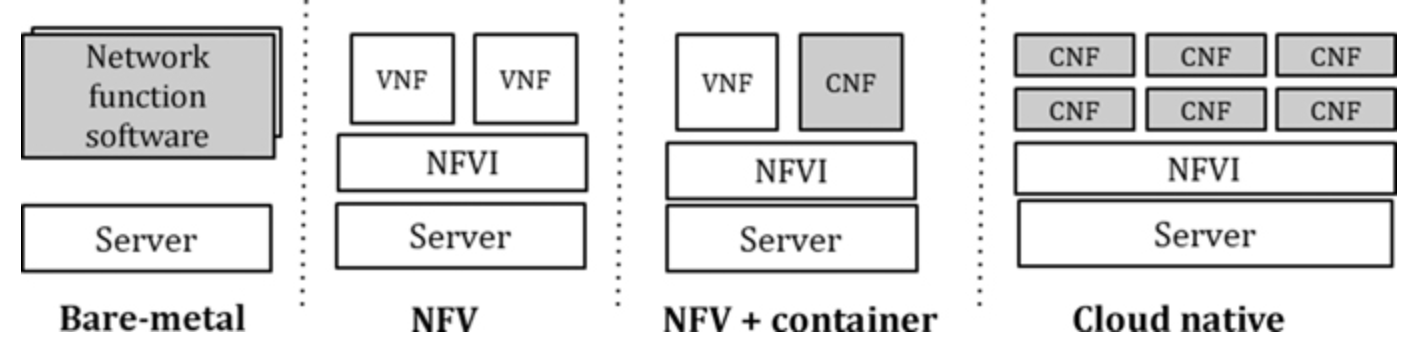 Network
function
software
Server
Bare-metal
VNF VNF
NFVI
Server
NFV
VNF CNF
NFVI
Server
NFV + container
CNF CNF CNF
CNF CNF CNF
NFVI
Server
Cloud native